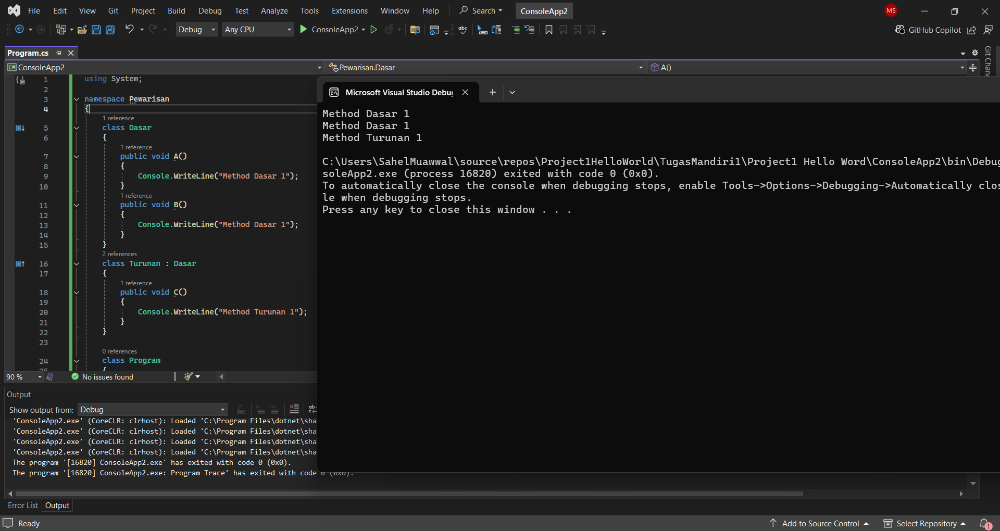 File Edit View Git Project Build Debug Test Analyze Tools Extensions Window Help Search ConsoleApp2 MS
Debug Any CPU ConsoleApp2 GitHub Copilot
Program.cs
C# ConsoleApp2 Pewarisan.Dasar A()
Git Chang
1 using System;
2
3 namespace Pewarisan
4 {
1 reference
5 class Dasar
6 {
1 reference
7 public void A()
8 {
9 Console.WriteLine("Method Dasar 1");
10 }
1 reference
11 public void B()
12 {
13 Console.WriteLine("Method Dasar 1");
14 }
15 }
2 references
16 class Turunan : Dasar
17 {
1 reference
18 public void C()
19 {
20 Console.WriteLine("Method Turunan 1");
21 }
22 }
23
0 references
24 class Program
25 {
90 % No issues found
Microsoft Visual Studio Debu
Method Dasar 1
Method Dasar 1
Method Turunan 1
C:\Users\SahelMuawwal\source\repos\Project1HelloWorld\TugasMandiri1\Project1 Hello Word\ConsoleApp2\bin\Debug
soleApp2.exe (process 16820) exited with code 0 (0x0).
To automatically close the console when debugging stops, enable Tools->Options->Debugging->Automatically clos
le when debugging stops.
Press any key to close this window . . .
Output
Show output from: Debug
'ConsoleApp2.exe' (CoreCLR: clrhost): Loaded 'C:\Program Files\dotnet\sha
'ConsoleApp2.exe' (CoreCLR: clrhost): Loaded 'C:\Program Files\dotnet\sha
'ConsoleApp2.exe' (CoreCLR: clrhost): Loaded 'C:\Program Files\dotnet\sha
'ConsoleApp2.exe' (CoreCLR: clrhost): Loaded 'C:\Program Files\dotnet\sha
The program '[16820] ConsoleApp2.exe' has exited with code 0 (0x0).
The program '[16820] ConsoleApp2.exe: Program Trace' has exited with code 0 (0x0).
Error List Output
Ready Add to Source Control Select Repository 1